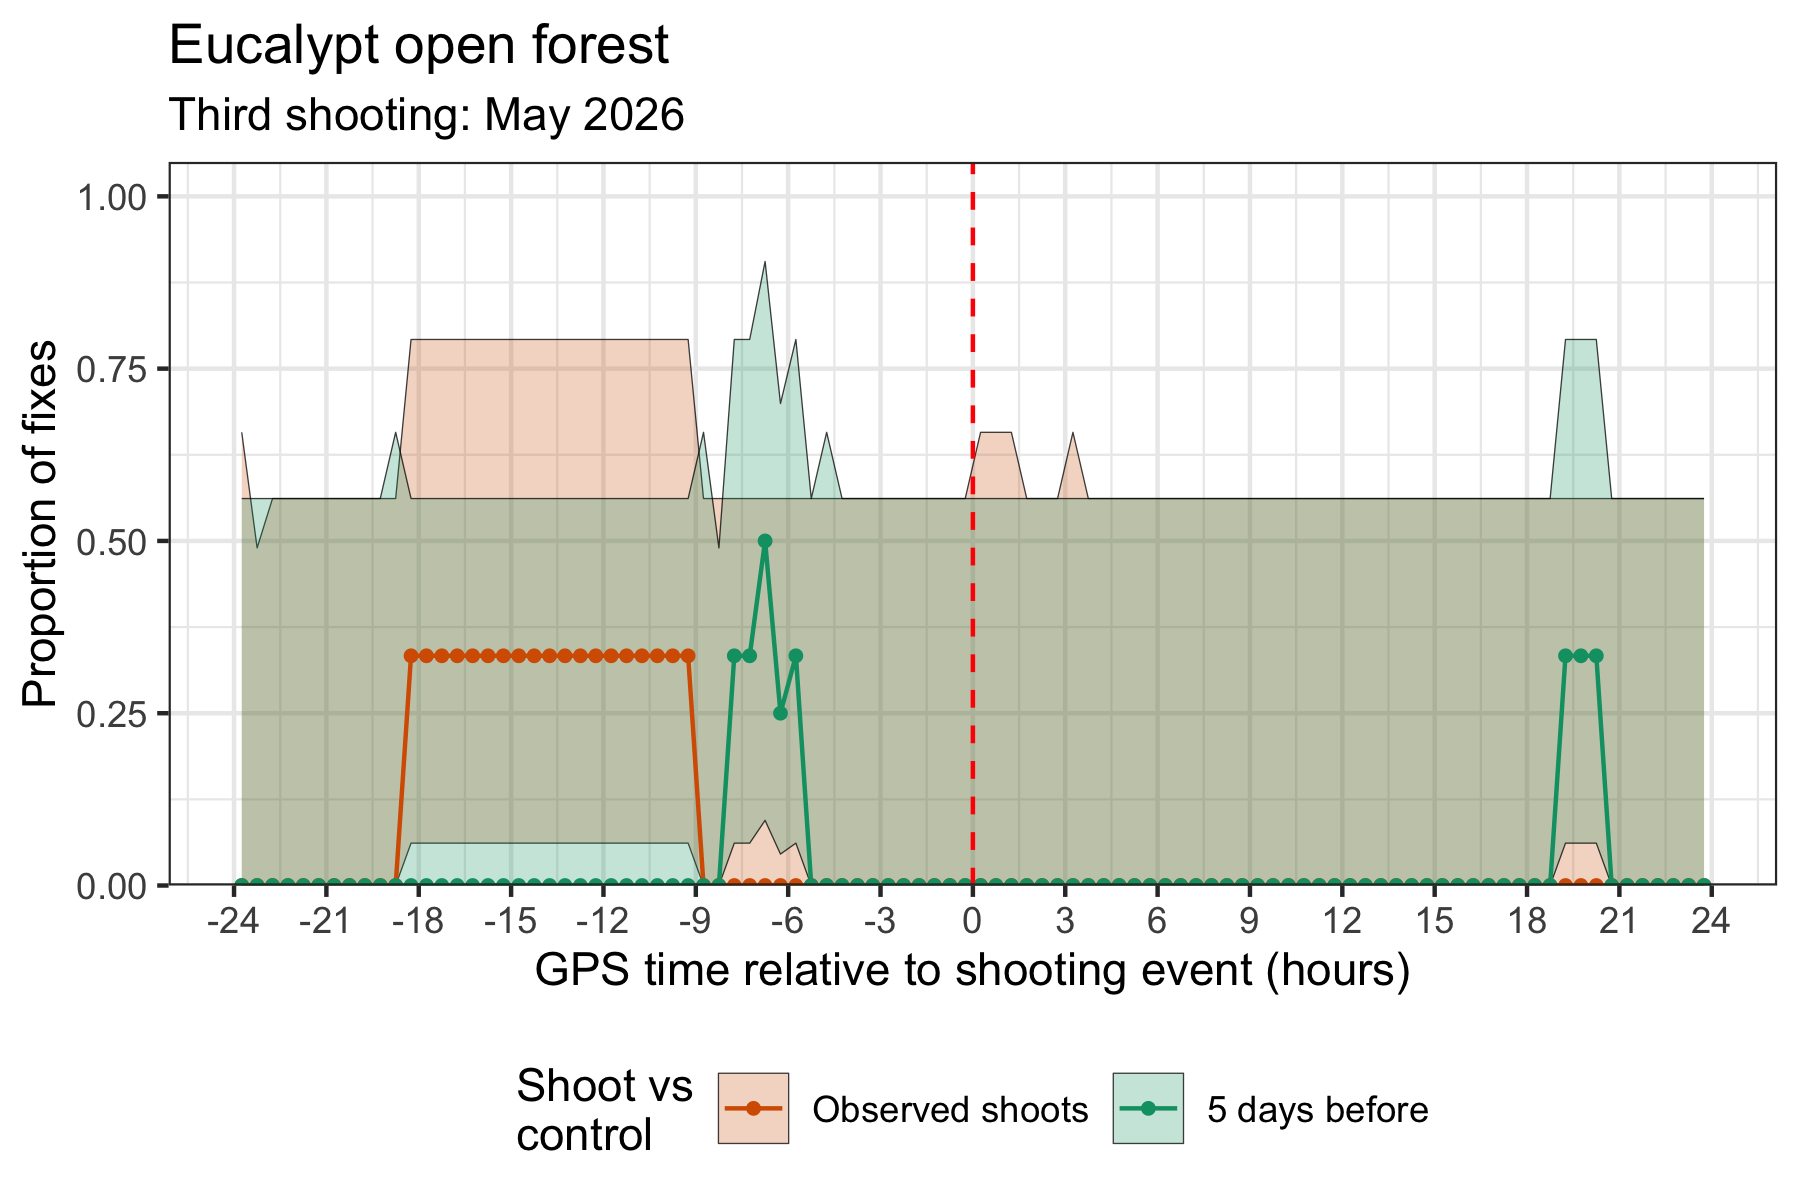 Eucalypt open forest
Third shooting: May 2026
1.00
0.75
0.50
0.25
0.00
Proportion of fixes
-24 -21 -18 -15 -12 -9 -6 -3 0 3 6 9 12 15 18 21 24
GPS time relative to shooting event (hours)
Shoot vs
control
Observed shoots
5 days before